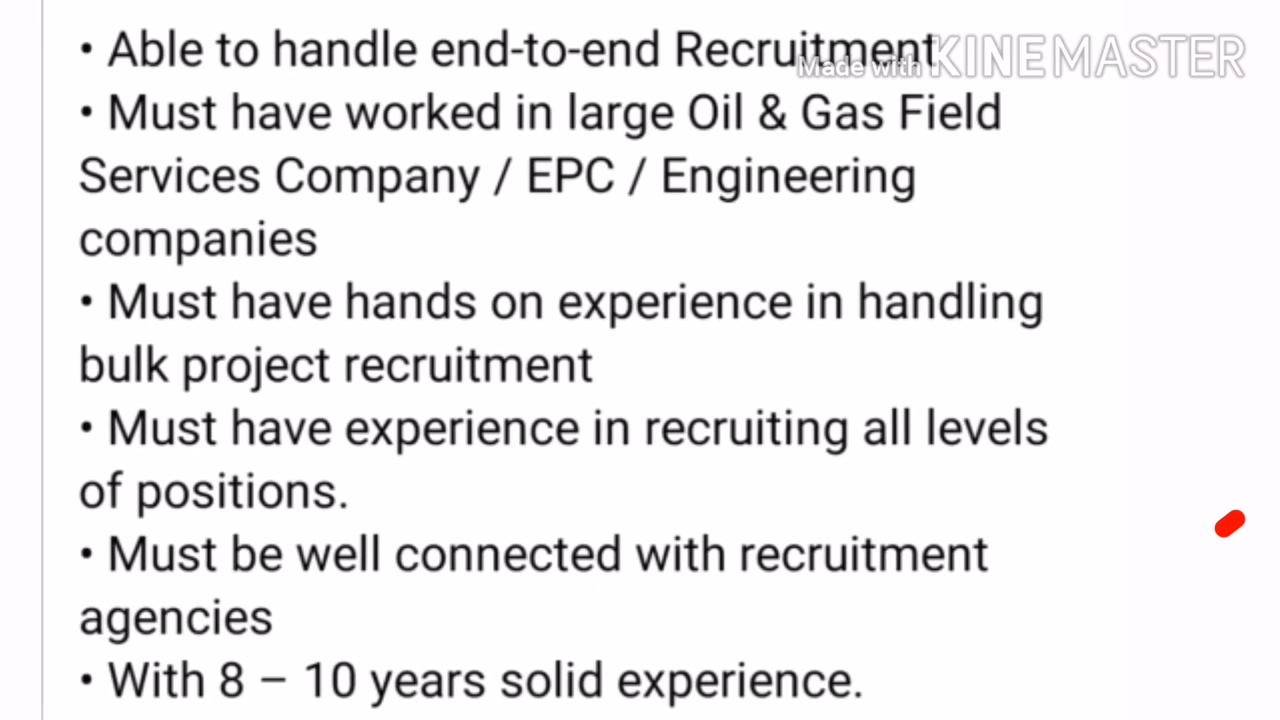 • Able to handle end-to-end Recruitment
Made with KINEMASTER
• Must have worked in large Oil & Gas Field
Services Company / EPC / Engineering
companies
• Must have hands on experience in handling
bulk project recruitment
• Must have experience in recruiting all levels
of positions.
• Must be well connected with recruitment
agencies
• With 8 – 10 years solid experience.